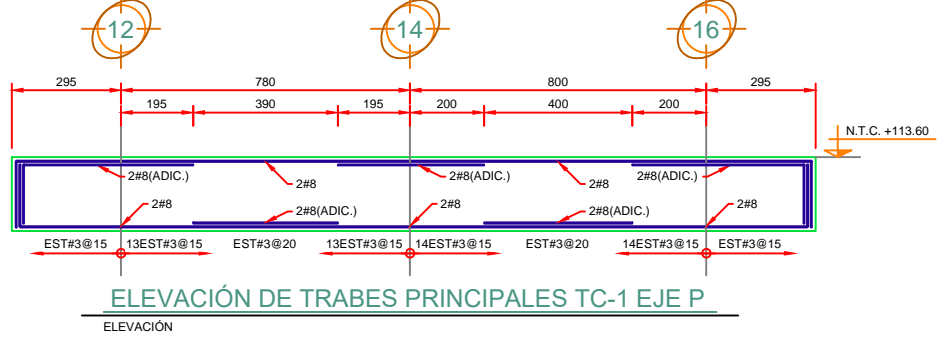 12 14 16
295 780 800 295
195 390 195 200 400 200
N.T.C. +113.60
2#8(ADIC.) 2#8 2#8(ADIC.) 2#8 2#8(ADIC.)
2#8 2#8(ADIC.) 2#8 2#8(ADIC.) 2#8
EST#3@15 13EST#3@15 EST#3@20 13EST#3@15 14EST#3@15 EST#3@20 14EST#3@15 EST#3@15
ELEVACIÓN DE TRABES PRINCIPALES TC-1 EJE P
ELEVACIÓN